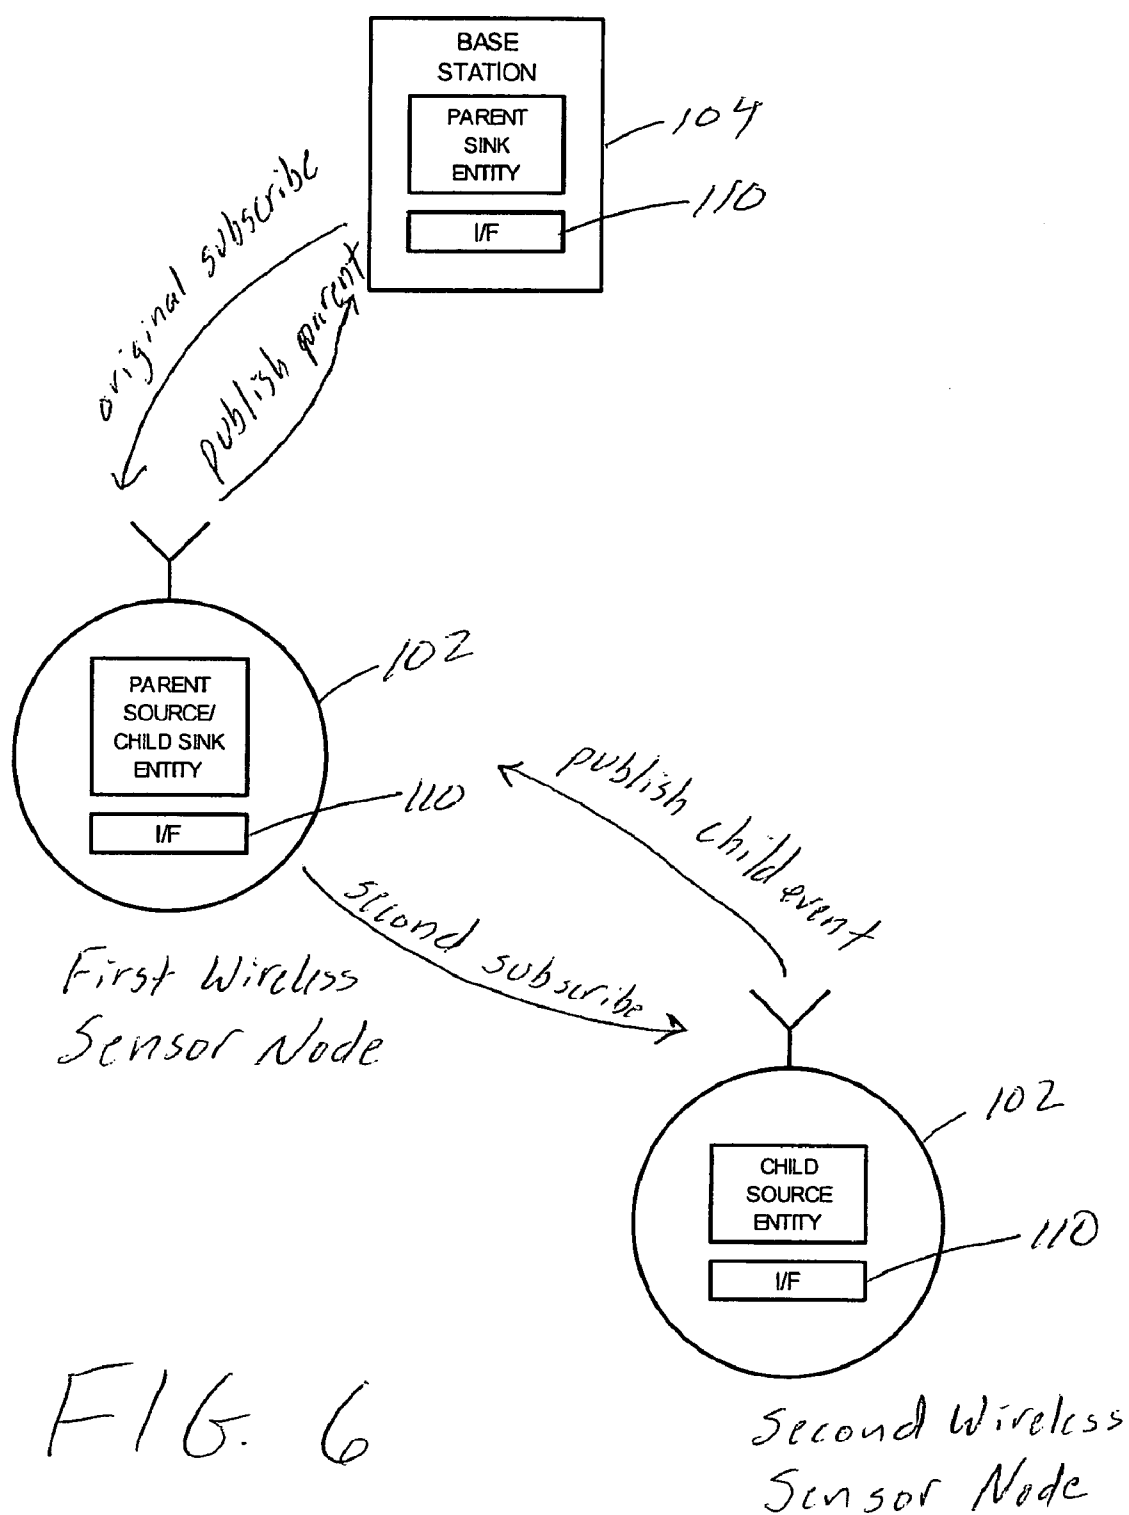 BASE
STATION
PARENT
SINK
ENTITY
I/F
104
110
original subscribe
publish parent
102
PARENT
SOURCE/
CHILD SINK
ENTITY
I/F
110
publish child event
second subscribe
First Wireless
Sensor Node
102
CHILD
SOURCE
ENTITY
I/F
110
FIG. 6
Second Wireless
Sensor Node